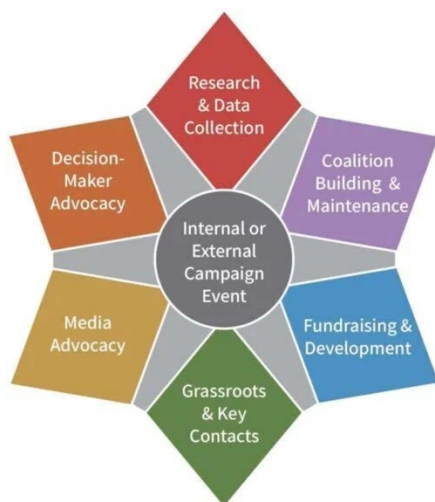 Research
& Data
Collection
Decision-
Maker
Advocacy
Coalition
Building &
Maintenance
Internal or
External
Campaign
Event
Media
Advocacy
Fundraising &
Development
Grassroots
& Key
Contacts